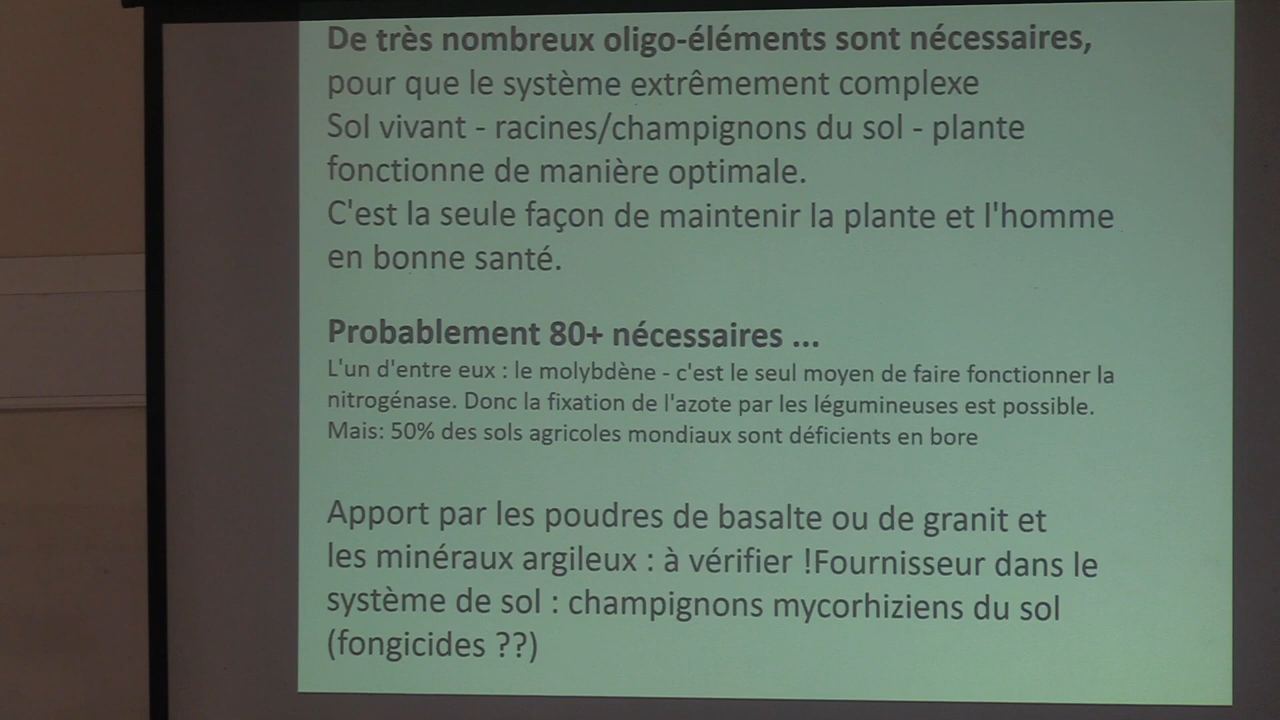 De très nombreux oligo-éléments sont nécessaires,
pour que le système extrêmement complexe
Sol vivant - racines/champignons du sol - plante
fonctionne de manière optimale.
C'est la seule façon de maintenir la plante et l'homme
en bonne santé.
Probablement 80+ nécessaires ...
L'un d'entre eux : le molybdène - c'est le seul moyen de faire fonctionner la
nitrogénase. Donc la fixation de l'azote par les légumineuses est possible.
Mais: 50% des sols agricoles mondiaux sont déficients en bore
Apport par les poudres de basalte ou de granit et
les minéraux argileux : à vérifier !Fournisseur dans le
système de sol : champignons mycorhiziens du sol
(fongicides ??)